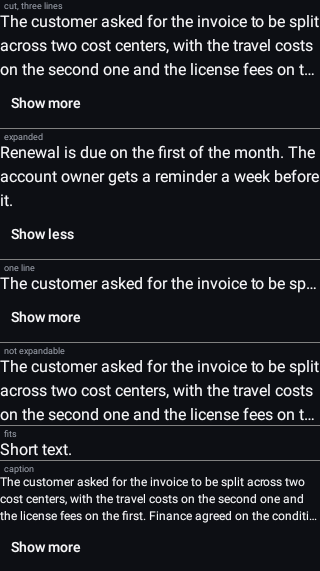 cut, three lines
The customer asked for the invoice to be split
across two cost centers, with the travel costs
on the second one and the license fees on t…
Show more
expanded
Renewal is due on the first of the month. The
account owner gets a reminder a week before
it.
Show less
one line
The customer asked for the invoice to be sp…
Show more
not expandable
The customer asked for the invoice to be split
across two cost centers, with the travel costs
on the second one and the license fees on t…
fits
Short text.
caption
The customer asked for the invoice to be split across two
cost centers, with the travel costs on the second one and
the license fees on the first. Finance agreed on the conditi…
Show more